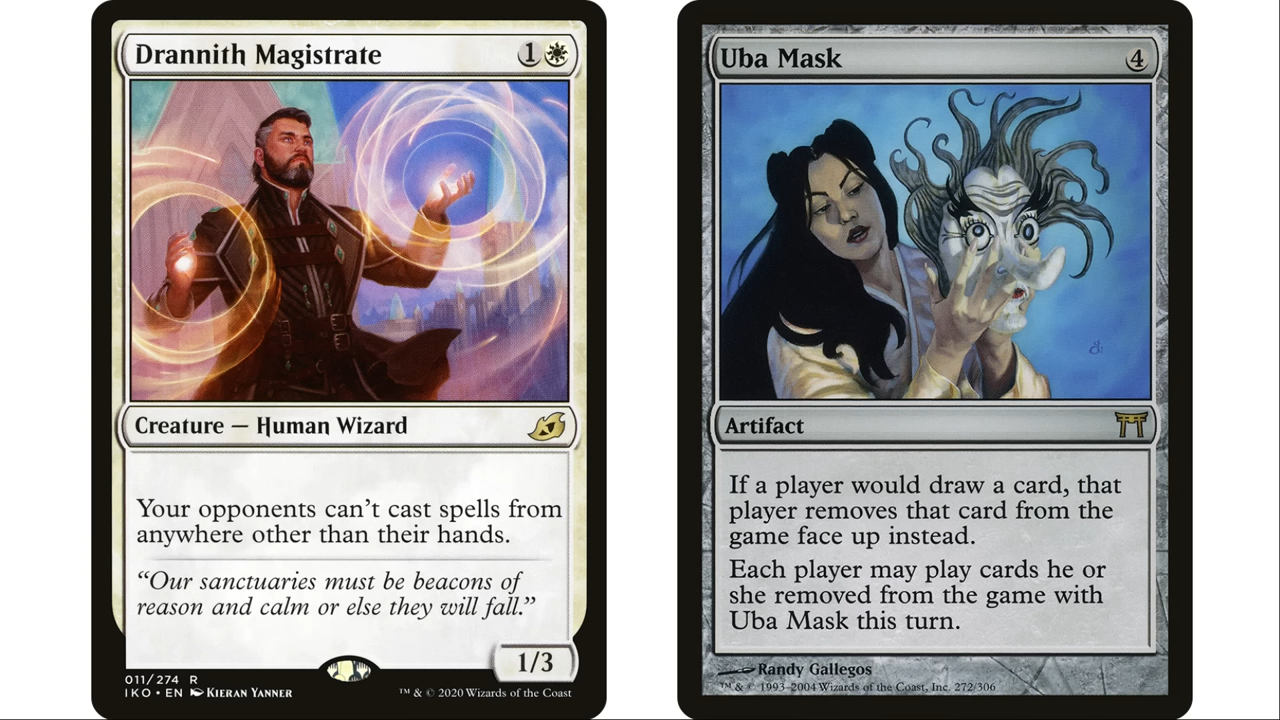 Drannith Magistrate
1
Creature — Human Wizard
Your opponents can't cast spells from
anywhere other than their hands.
“Our sanctuaries must be beacons of
reason and calm or else they will fall.”
1/3
011/274 R
IKO • EN Kieran Yanner
™ & © 2020 Wizards of the Coast
Uba Mask
4
Artifact
If a player would draw a card, that
player removes that card from the
game face up instead.
Each player may play cards he or
she removed from the game with
Uba Mask this turn.
Randy Gallegos
™ & © 1993–2004 Wizards of the Coast, Inc. 272/306